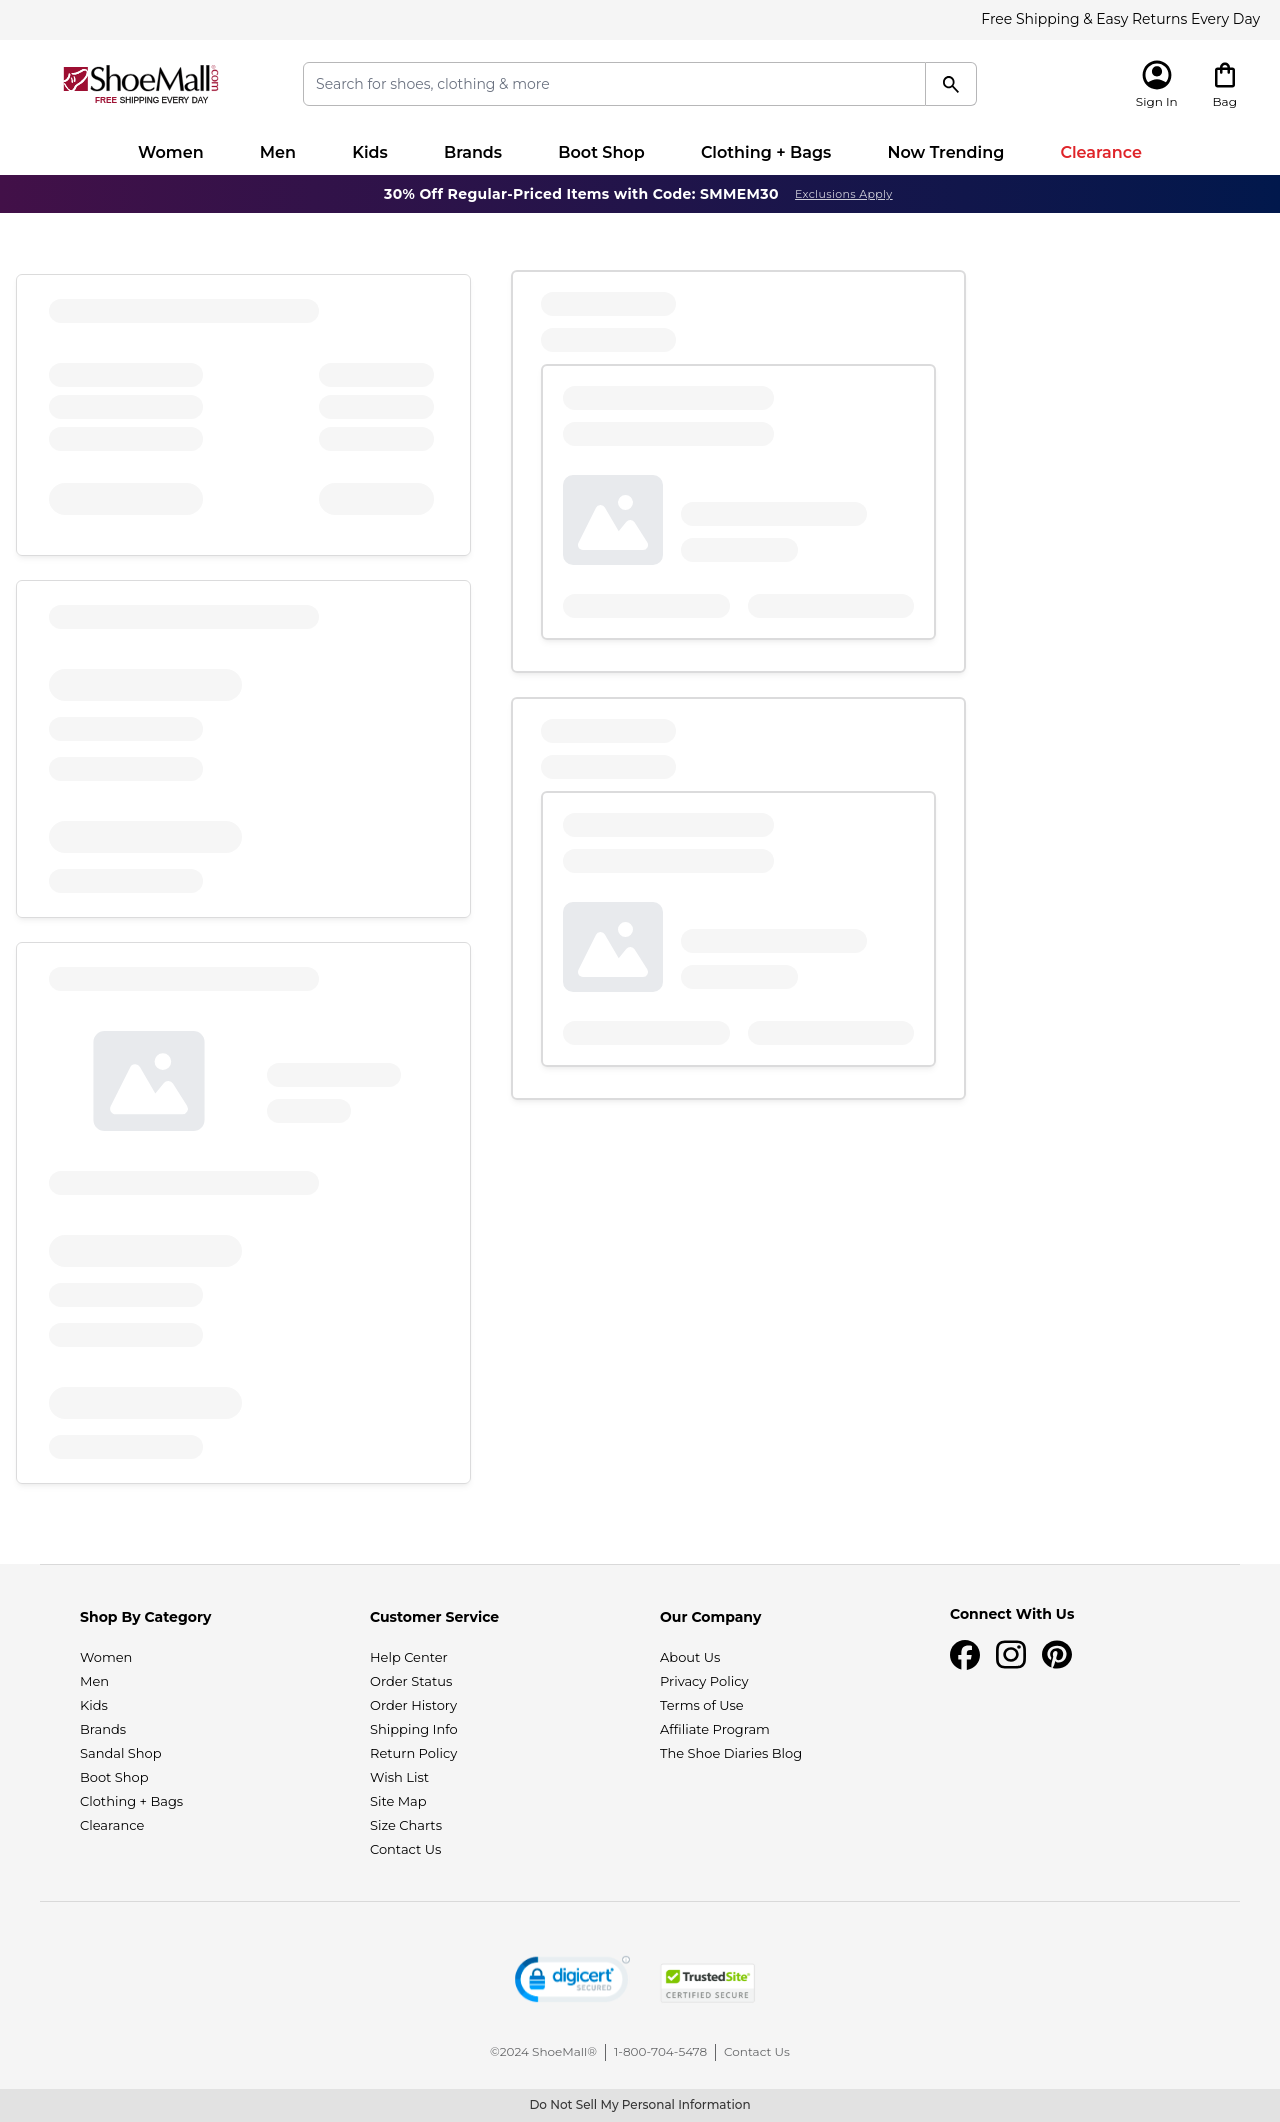 Free Shipping & Easy Returns Every Day
ShoeMall.com
FREE SHIPPING EVERY DAY
Search for shoes, clothing & more
Sign In
Bag
Women
Men
Kids
Brands
Boot Shop
Clothing + Bags
Now Trending
Clearance
30% Off Regular-Priced Items with Code: SMMEM30 Exclusions Apply
Shop By Category
Women
Men
Kids
Brands
Sandal Shop
Boot Shop
Clothing + Bags
Clearance
Customer Service
Help Center
Order Status
Order History
Shipping Info
Return Policy
Wish List
Site Map
Size Charts
Contact Us
Our Company
About Us
Privacy Policy
Terms of Use
Affiliate Program
The Shoe Diaries Blog
Connect With Us
digicert
SECURED
TrustedSite
CERTIFIED SECURE
©2024 ShoeMall®
1-800-704-5478
Contact Us
Do Not Sell My Personal Information